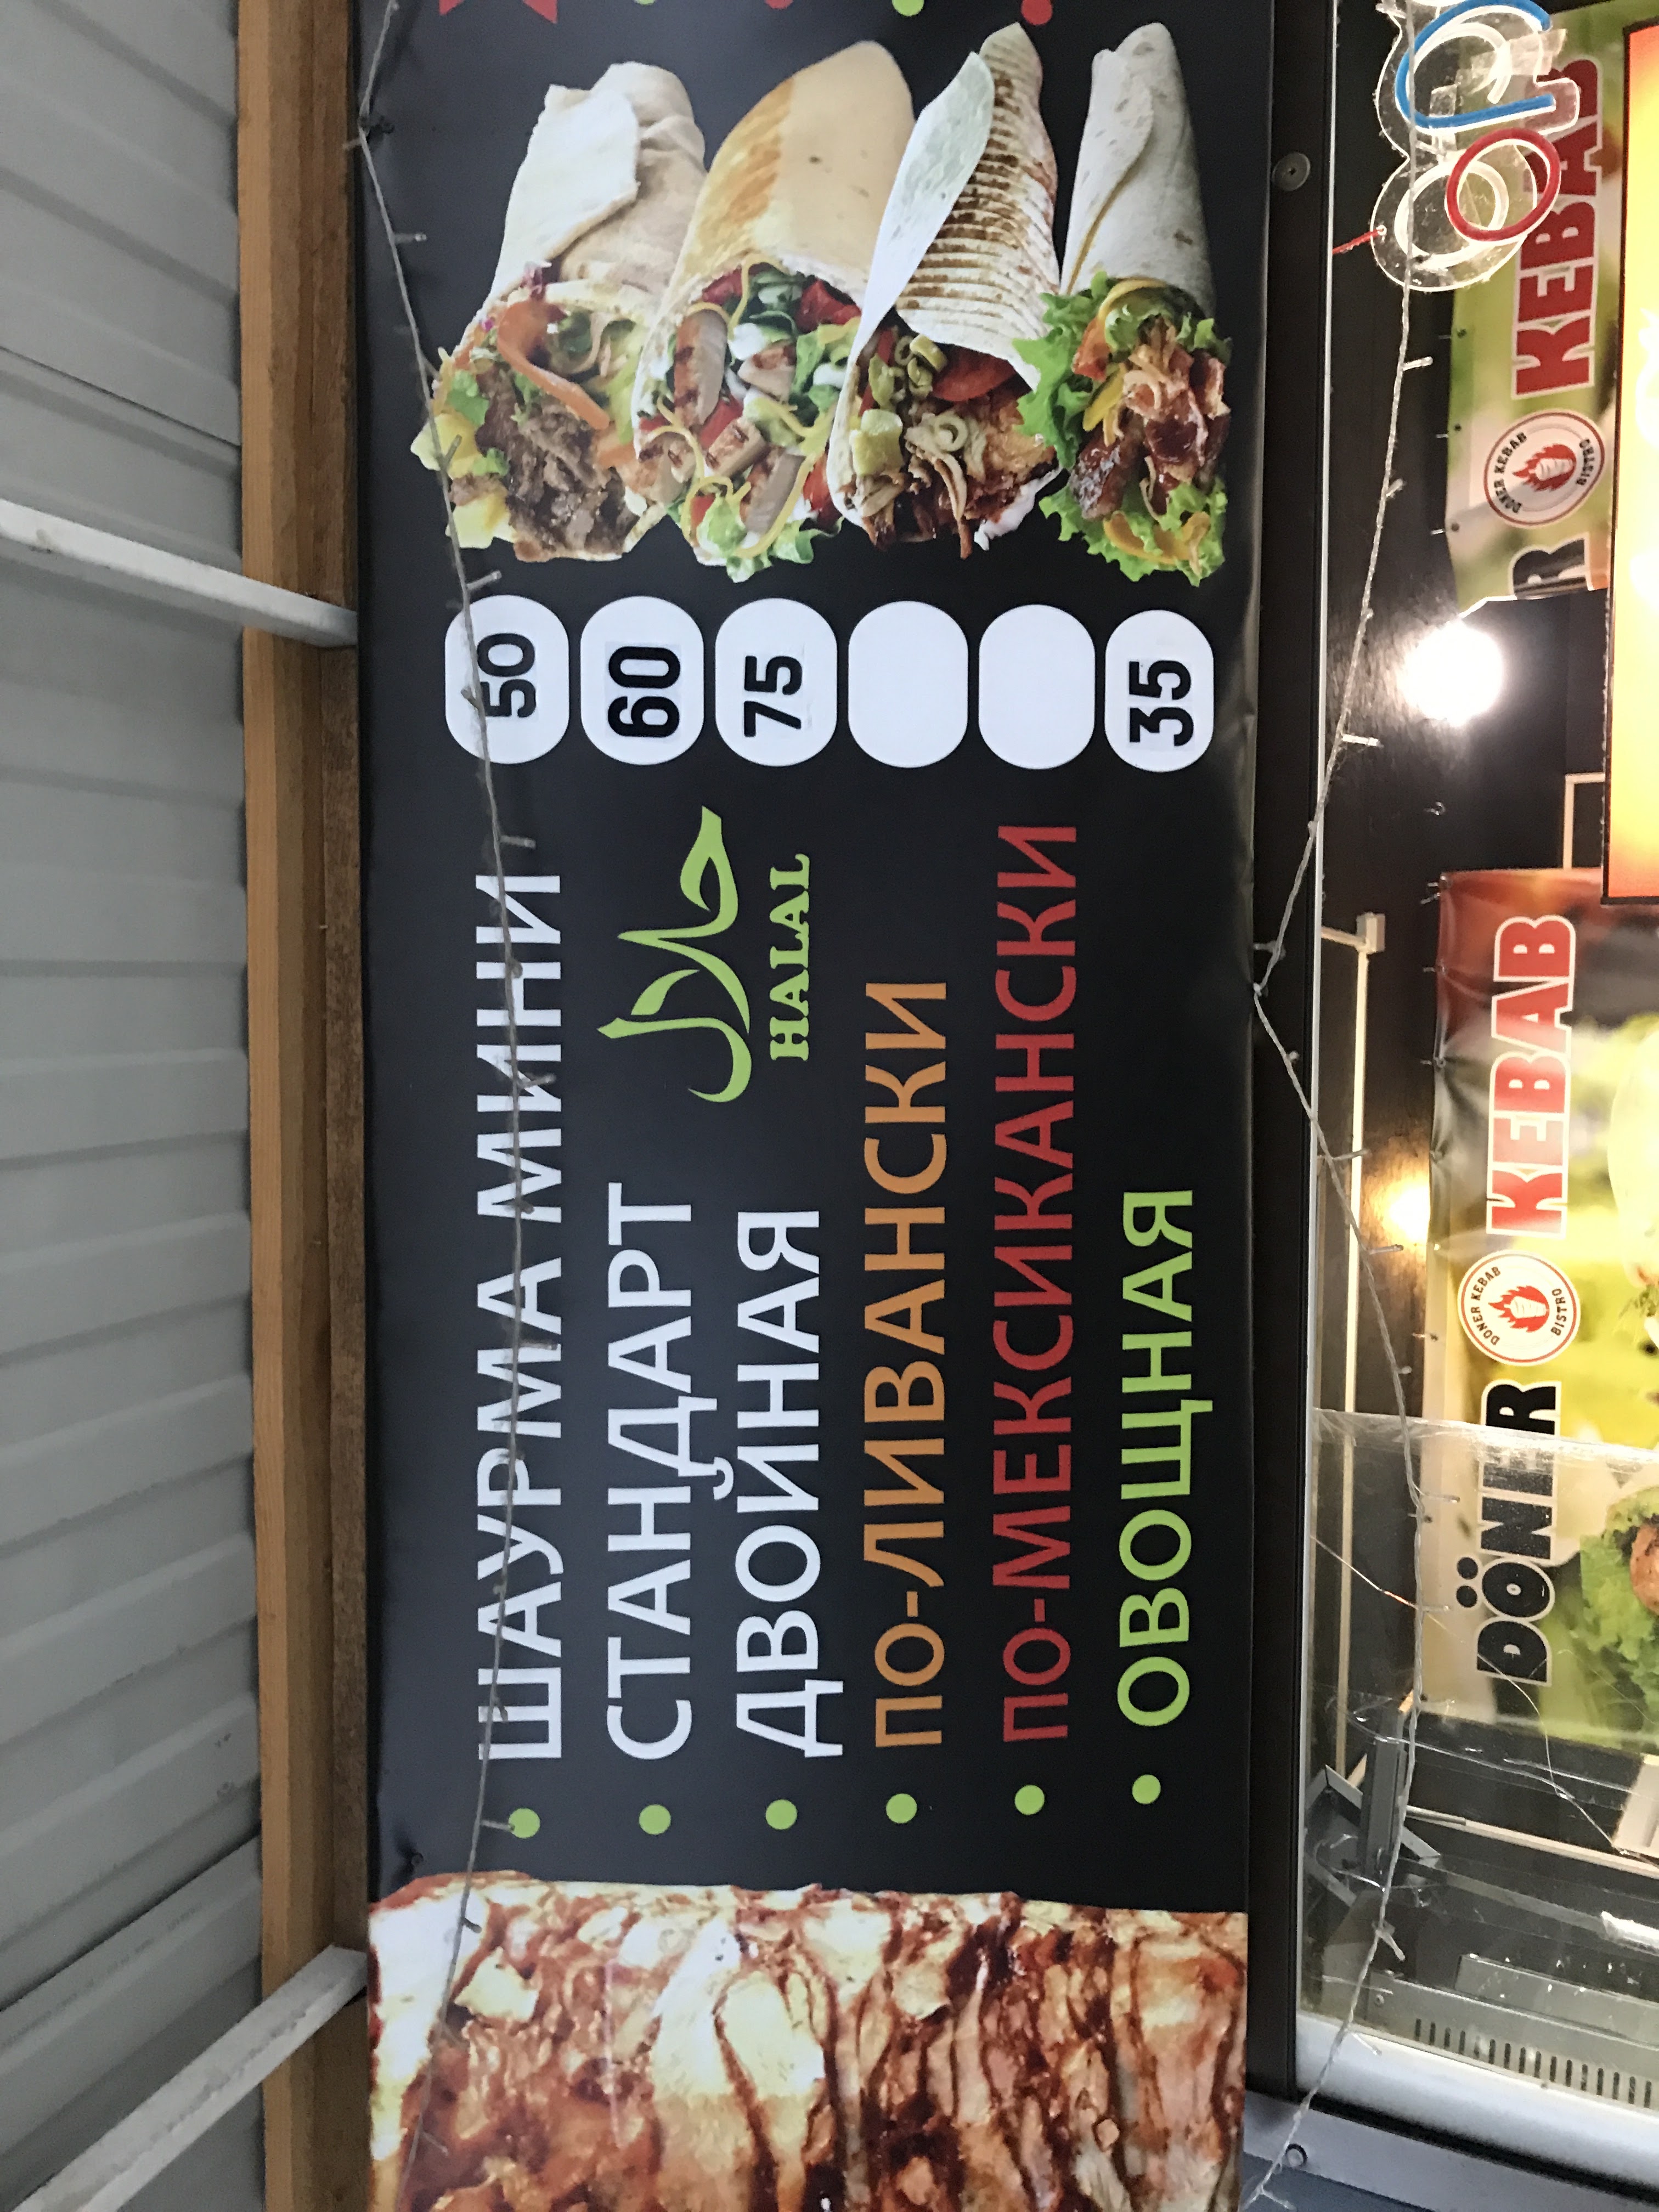 ШАУРМА МИНИ 50
СТАНДАРТ 60
ДВОЙНАЯ 75
حلال
HALAL
ПО-ЛИВАНСКИ
ПО-МЕКСИКАНСКИ
ОВОЩНАЯ 35
DÖNER KEBAB
DONER KEBAB
BISTRO
R KEBAB
DONER KEBAB
BISTRO